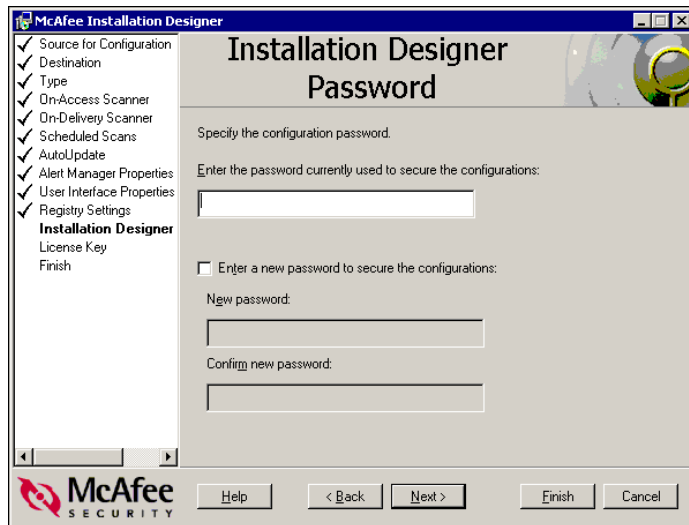 McAfee Installation Designer
Source for Configuration
Destination
Type
On-Access Scanner
On-Delivery Scanner
Scheduled Scans
AutoUpdate
Alert Manager Properties
User Interface Properties
Registry Settings
Installation Designer
License Key
Finish
Installation Designer
Password
Specify the configuration password.
Enter the password currently used to secure the configurations:
Enter a new password to secure the configurations:
New password:
Confirm new password:
McAfee
SECURITY
Help
< Back
Next >
Finish
Cancel